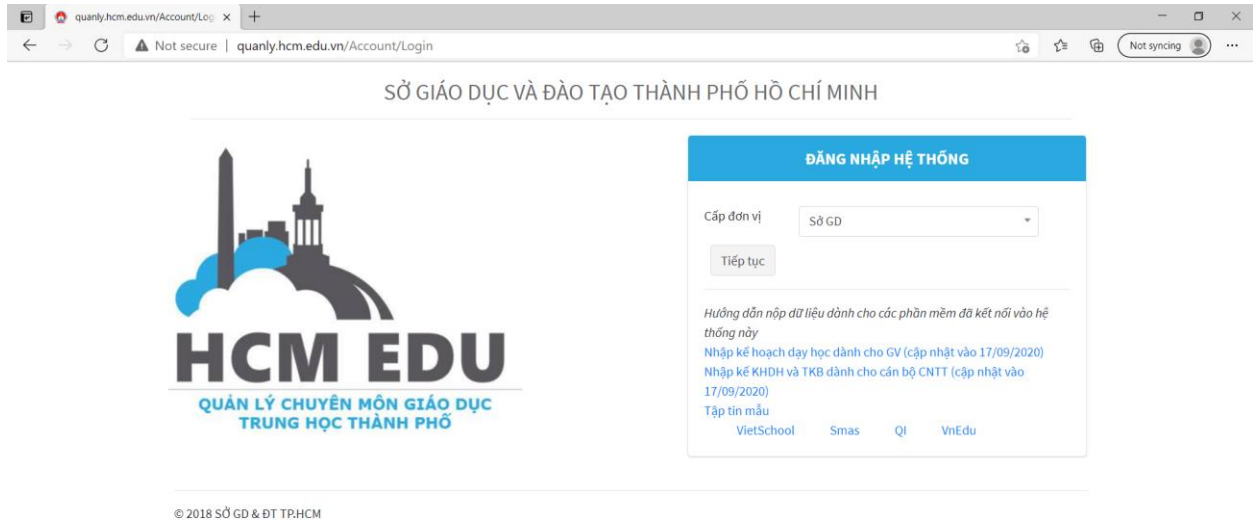 quanly.hcm.edu.vn/Account/Log
Not secure | quanly.hcm.edu.vn/Account/Login
Not syncing
SỞ GIÁO DỤC VÀ ĐÀO TẠO THÀNH PHỐ HỒ CHÍ MINH
HCM EDU
QUẢN LÝ CHUYÊN MÔN GIÁO DỤC
TRUNG HỌC THÀNH PHỐ
ĐĂNG NHẬP HỆ THỐNG
Cấp đơn vị
Sở GD
Tiếp tục
Hướng dẫn nộp dữ liệu dành cho các phần mềm đã kết nối vào hệ
thống này
Nhập kế hoạch dạy học dành cho GV (cập nhật vào 17/09/2020)
Nhập kế KHDH và TKB dành cho cán bộ CNTT (cập nhật vào
17/09/2020)
Tập tin mẫu
VietSchool Smas QI VnEdu
© 2018 SỞ GD & ĐT TP.HCM